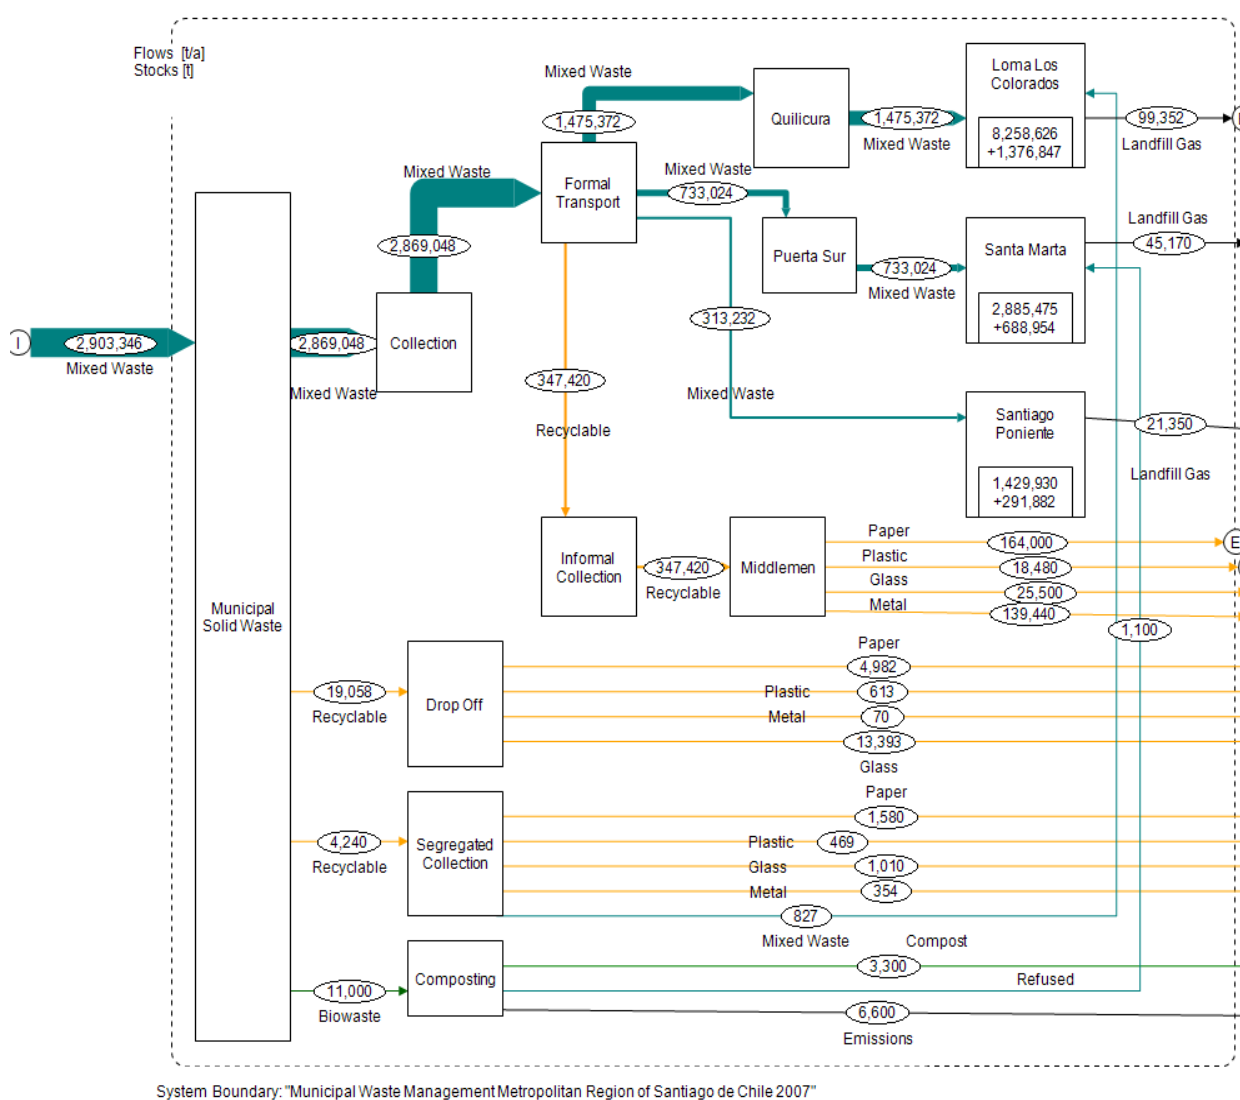 Flows [t/a]
Stocks [t]
Mixed Waste
1,475,372
Quilicura
1,475,372
Mixed Waste
Loma Los
Colorados
8,258,626
+1,376,847
99,352
Landfill Gas
Mixed Waste
2,869,048
Formal
Transport
Mixed Waste
733,024
Puerta Sur
733,024
Mixed Waste
Santa Marta
2,885,475
+688,954
Landfill Gas
45,170
I
2,903,346
Mixed Waste
2,869,048
Mixed Waste
Collection
313,232
Mixed Waste
347,420
Recyclable
Santiago
Poniente
1,429,930
+291,882
21,350
Landfill Gas
Informal
Collection
347,420
Recyclable
Middlemen
Paper
164,000
E
Plastic
18,480
Glass
25,500
Metal
139,440
1,100
Municipal
Solid Waste
19,058
Recyclable
Drop Off
Paper
4,982
Plastic
613
Metal
70
13,393
Glass
4,240
Recyclable
Segregated
Collection
Paper
1,580
Plastic
469
Glass
1,010
Metal
354
827
Mixed Waste
11,000
Biowaste
Composting
Compost
3,300
Refused
6,600
Emissions
System Boundary: "Municipal Waste Management Metropolitan Region of Santiago de Chile 2007"